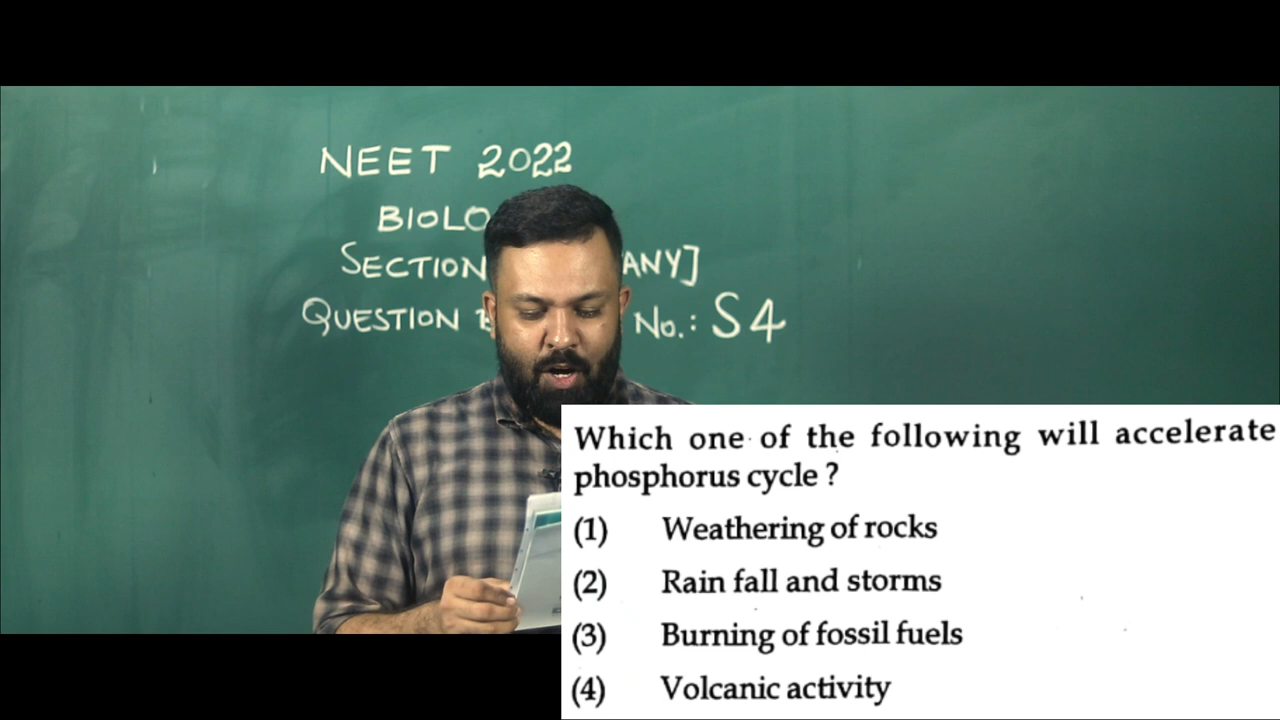 NEET 2022
BIOLO
SECTION ANY]
QUESTION No.: S4
Which one of the following will accelerate
phosphorus cycle ?
(1) Weathering of rocks
(2) Rain fall and storms
(3) Burning of fossil fuels
(4) Volcanic activity